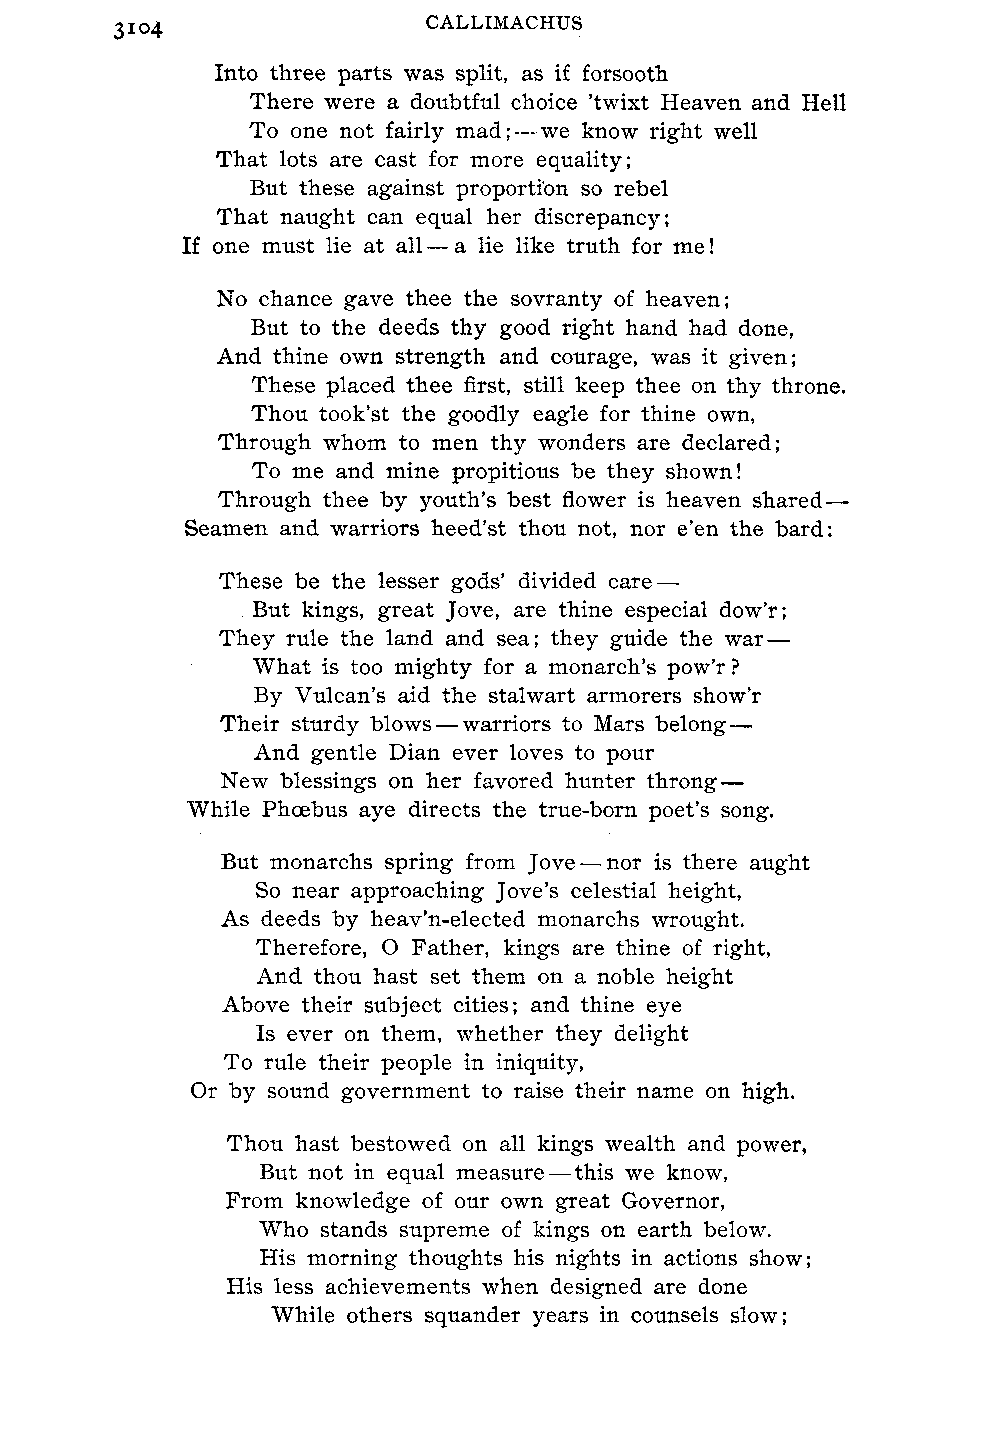 3104
CALLIMACHUS
Into three parts was split, as if forsooth
There were a doubtful choice 'twixt Heaven and Hell
To one not fairly mad;—we know right well
That lots are cast for more equality;
But these against proportion so rebel
That naught can equal her discrepancy;
If one must lie at all—a lie like truth for me!
No chance gave thee the sovranty of heaven;
But to the deeds thy good right hand had done,
And thine own strength and courage, was it given;
These placed thee first, still keep thee on thy throne.
Thou took'st the goodly eagle for thine own,
Through whom to men thy wonders are declared;
To me and mine propitious be they shown!
Through thee by youth's best flower is heaven shared—
Seamen and warriors heed'st thou not, nor e'en the bard:
These be the lesser gods' divided care—
But kings, great Jove, are thine especial dow'r;
They rule the land and sea; they guide the war—
What is too mighty for a monarch's pow'r?
By Vulcan's aid the stalwart armorers show'r
Their sturdy blows—warriors to Mars belong—
And gentle Dian ever loves to pour
New blessings on her favored hunter throng—
While Phœbus aye directs the true-born poet's song.
But monarchs spring from Jove—nor is there aught
So near approaching Jove's celestial height,
As deeds by heav'n-elected monarchs wrought.
Therefore, O Father, kings are thine of right,
And thou hast set them on a noble height
Above their subject cities; and thine eye
Is ever on them, whether they delight
To rule their people in iniquity,
Or by sound government to raise their name on high.
Thou hast bestowed on all kings wealth and power,
But not in equal measure—this we know,
From knowledge of our own great Governor,
Who stands supreme of kings on earth below.
His morning thoughts his nights in actions show;
His less achievements when designed are done
While others squander years in counsels slow;